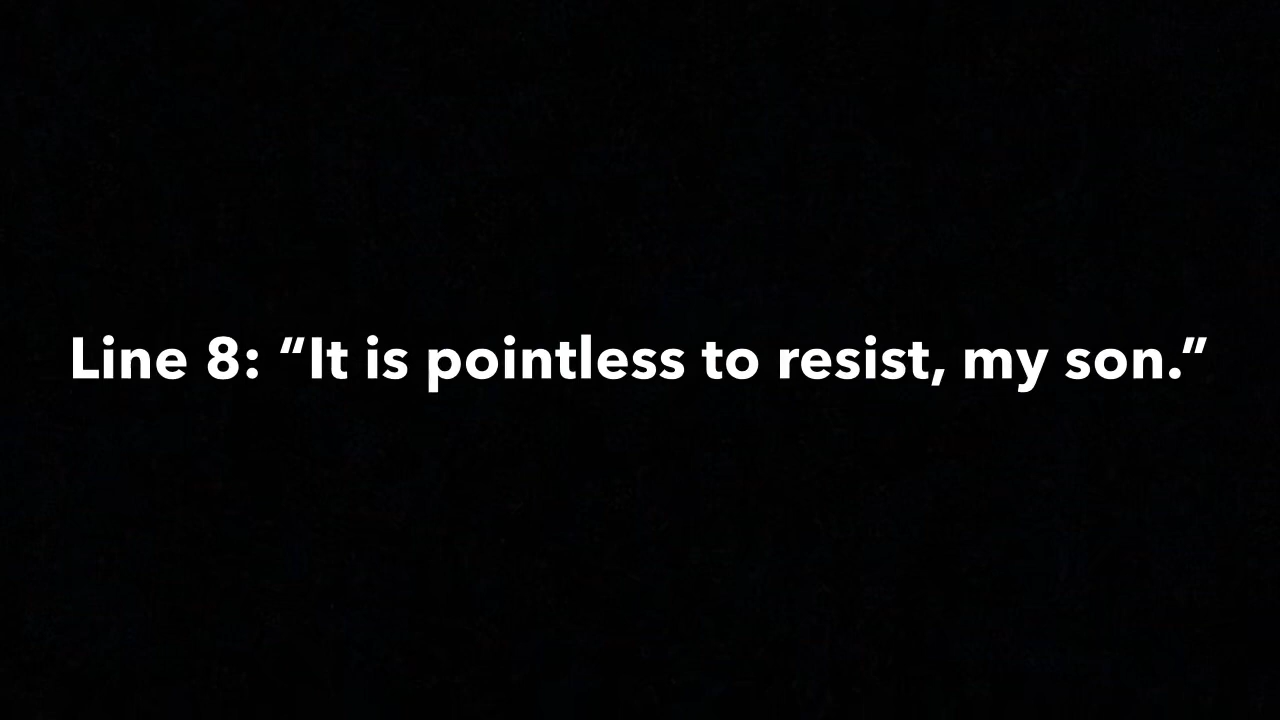 Line 8: “It is pointless to resist, my son.”